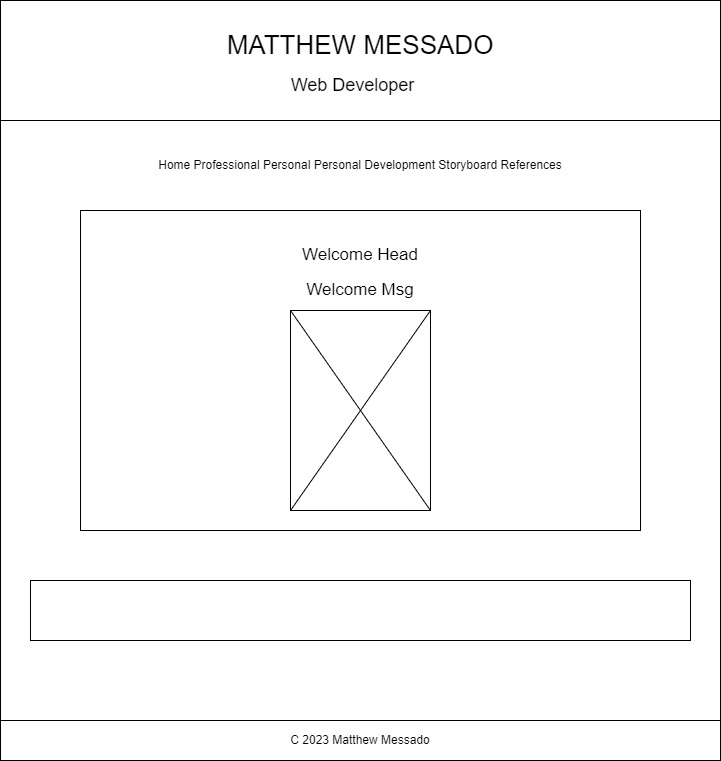 MATTHEW MESSADO
Web Developer
Home Professional Personal Personal Development Storyboard References
Welcome Head
Welcome Msg
C 2023 Matthew Messado